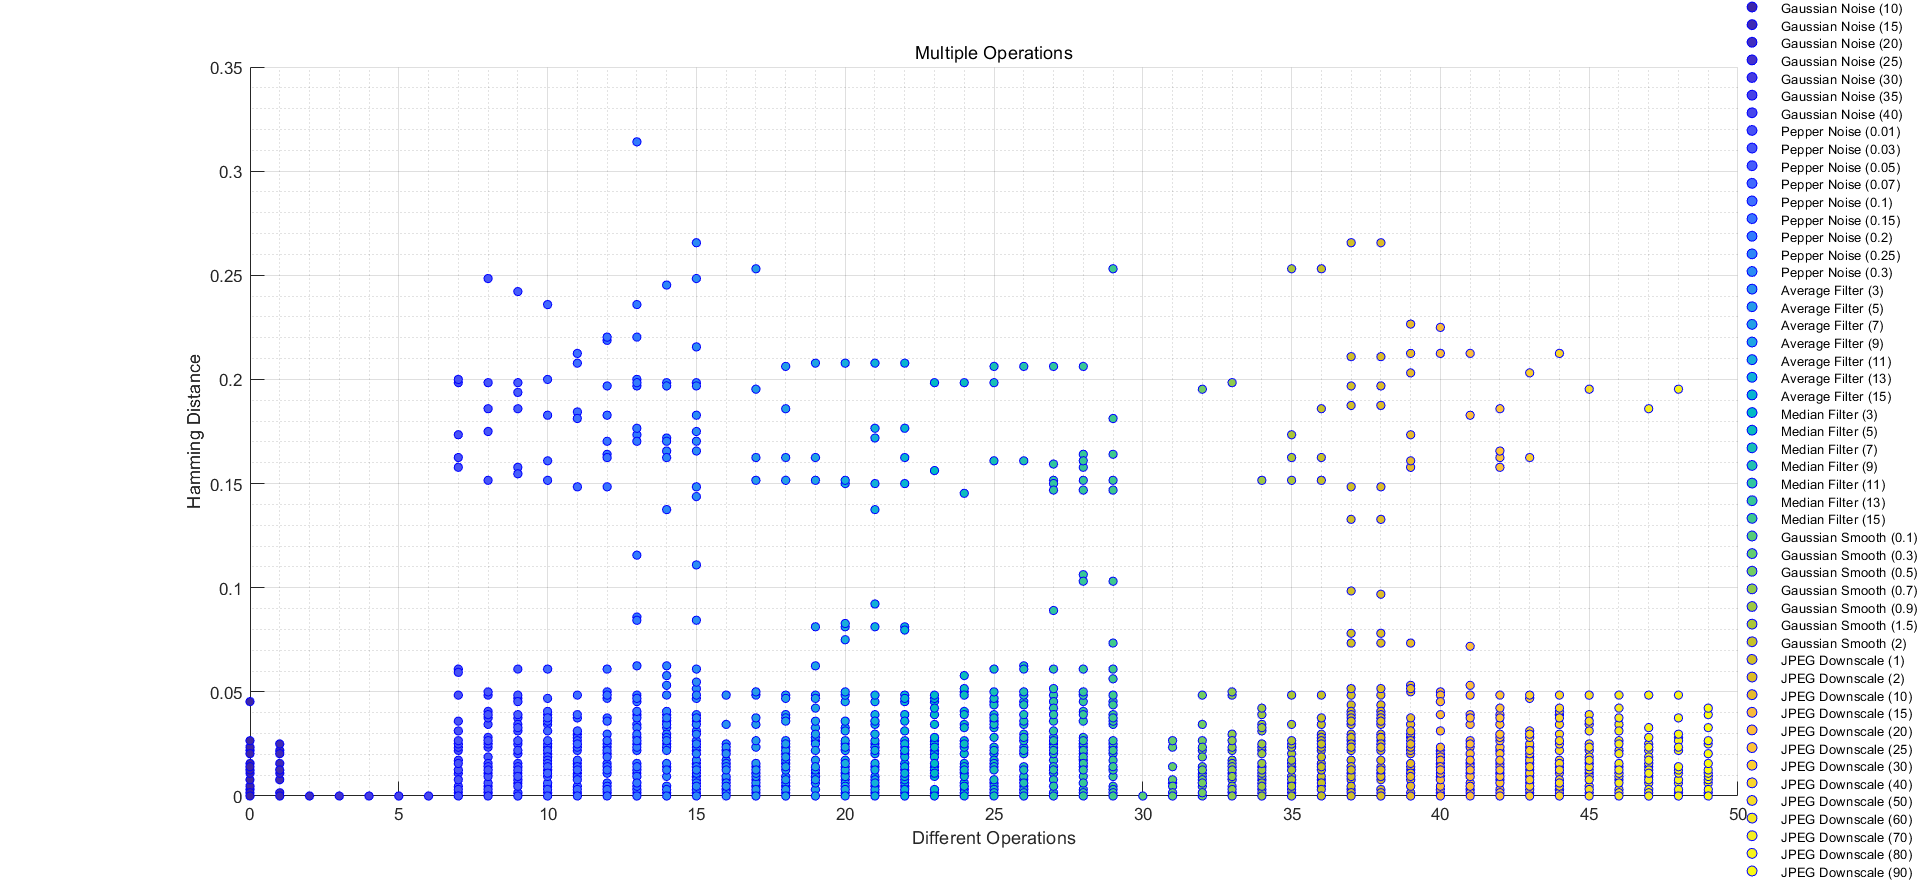 Multiple Operations
0.35
0.3
0.25
0.2
0.15
0.1
0.05
0
Hamming Distance
0 5 10 15 20 25 30 35 40 45 50
Different Operations
Gaussian Noise (10)
Gaussian Noise (15)
Gaussian Noise (20)
Gaussian Noise (25)
Gaussian Noise (30)
Gaussian Noise (35)
Gaussian Noise (40)
Pepper Noise (0.01)
Pepper Noise (0.03)
Pepper Noise (0.05)
Pepper Noise (0.07)
Pepper Noise (0.1)
Pepper Noise (0.15)
Pepper Noise (0.2)
Pepper Noise (0.25)
Pepper Noise (0.3)
Average Filter (3)
Average Filter (5)
Average Filter (7)
Average Filter (9)
Average Filter (11)
Average Filter (13)
Average Filter (15)
Median Filter (3)
Median Filter (5)
Median Filter (7)
Median Filter (9)
Median Filter (11)
Median Filter (13)
Median Filter (15)
Gaussian Smooth (0.1)
Gaussian Smooth (0.3)
Gaussian Smooth (0.5)
Gaussian Smooth (0.7)
Gaussian Smooth (0.9)
Gaussian Smooth (1.5)
Gaussian Smooth (2)
JPEG Downscale (1)
JPEG Downscale (2)
JPEG Downscale (10)
JPEG Downscale (15)
JPEG Downscale (20)
JPEG Downscale (25)
JPEG Downscale (30)
JPEG Downscale (40)
JPEG Downscale (50)
JPEG Downscale (60)
JPEG Downscale (70)
JPEG Downscale (80)
JPEG Downscale (90)